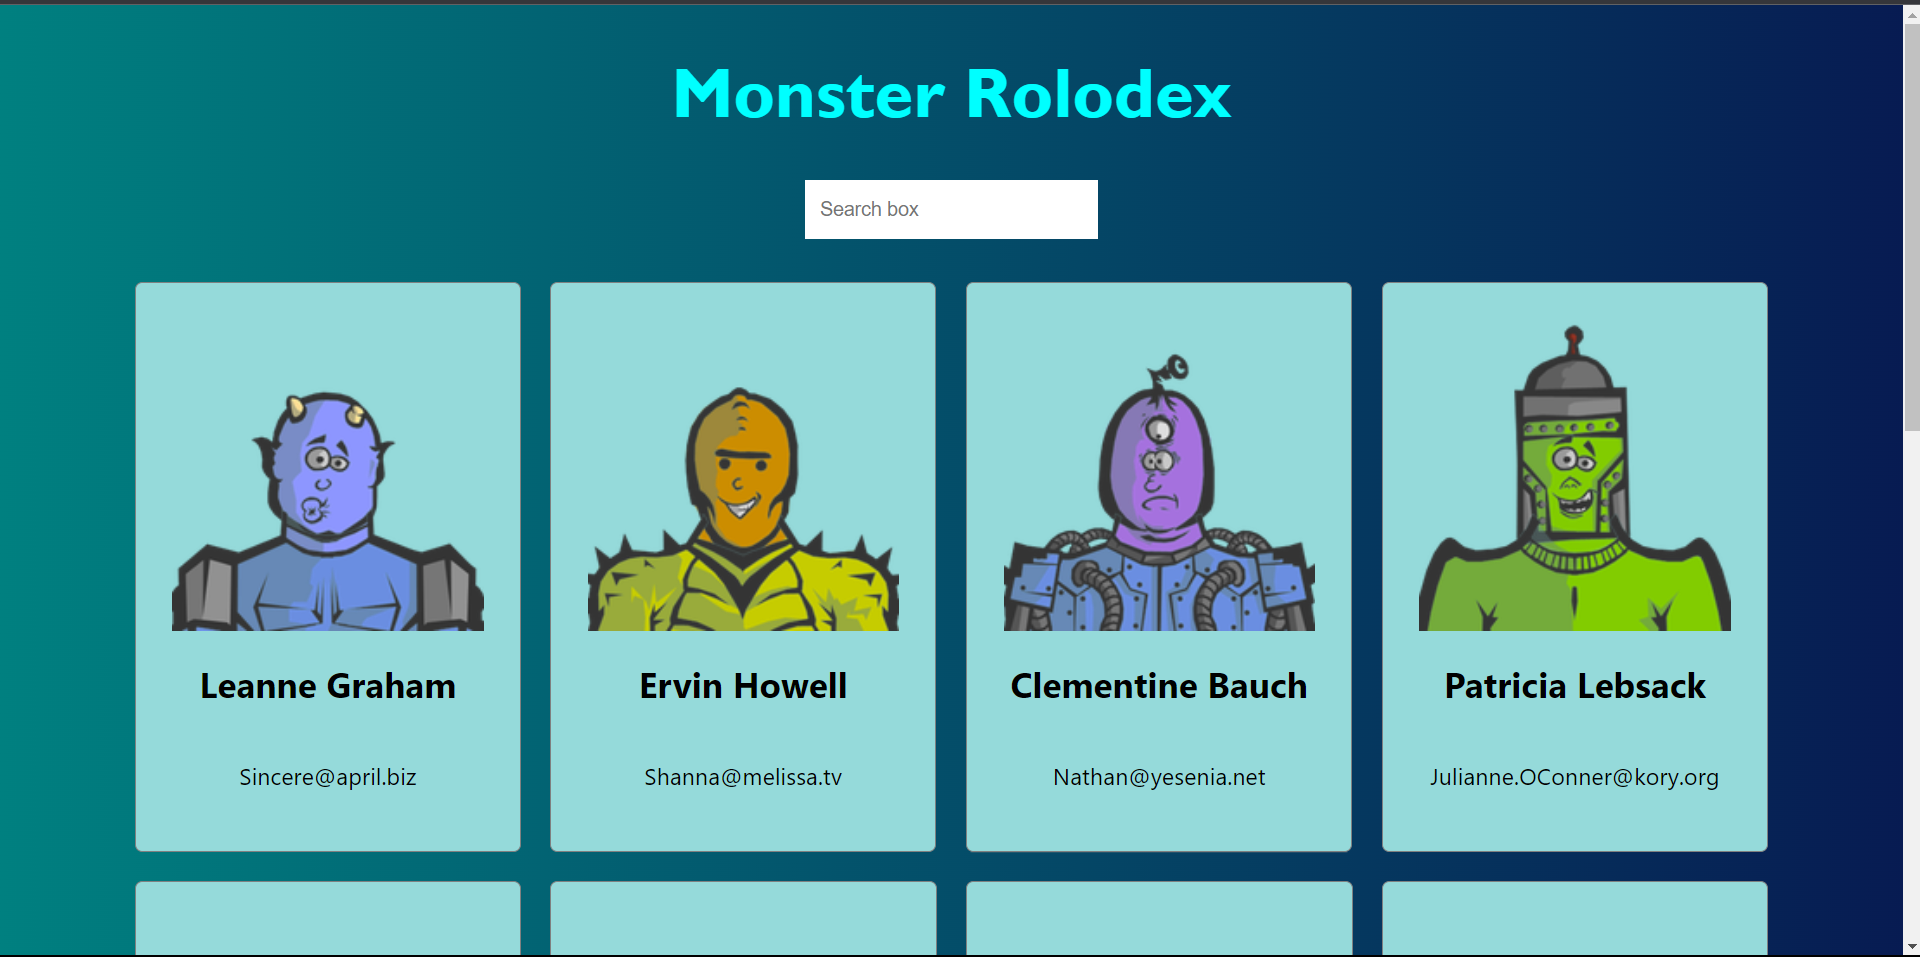 Monster Rolodex
Search box
Leanne Graham
Ervin Howell
Clementine Bauch
Patricia Lebsack
Sincere@april.biz
Shanna@melissa.tv
Nathan@yesenia.net
Julianne.OConner@kory.org